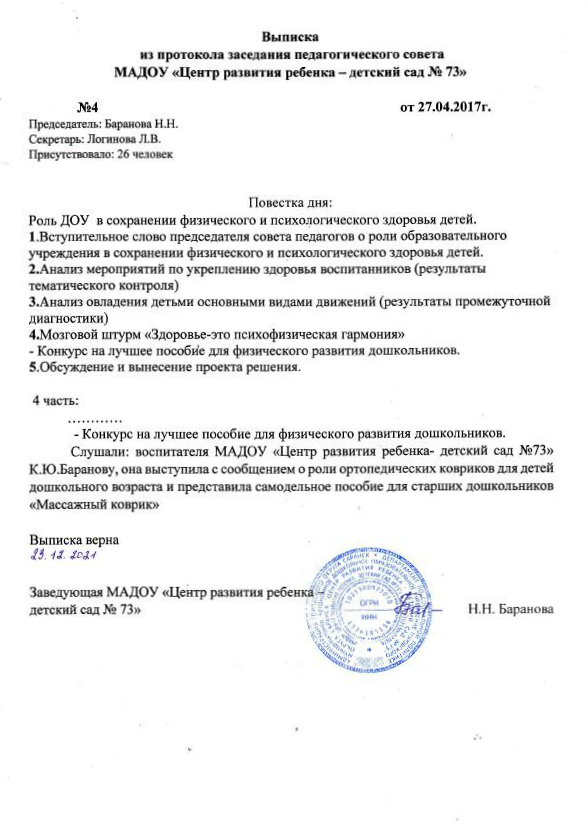 Выписка
из протокола заседания педагогического совета
МАДОУ «Центр развития ребенка – детский сад № 73»
№4 от 27.04.2017г.
Председатель: Баранова Н.Н.
Секретарь: Логинова Л.В.
Присутствовало: 26 человек
Повестка дня:
Роль ДОУ в сохранении физического и психологического здоровья детей.
1.Вступительное слово председателя совета педагогов о роли образовательного
учреждения в сохранении физического и психологического здоровья детей.
2.Анализ мероприятий по укреплению здоровья воспитанников (результаты
тематического контроля)
3.Анализ овладения детьми основными видами движений (результаты промежуточной
диагностики)
4.Мозговой штурм «Здоровье-это психофизическая гармония»
- Конкурс на лучшее пособие для физического развития дошкольников.
5.Обсуждение и вынесение проекта решения.
4 часть:
…………
- Конкурс на лучшее пособие для физического развития дошкольников.
Слушали: воспитателя МАДОУ «Центр развития ребенка- детский сад №73»
К.Ю.Баранову, она выступила с сообщением о роли ортопедических ковриков для детей
дошкольного возраста и представила самодельное пособие для старших дошкольников
«Массажный коврик»
Выписка верна
23.12.2021
Заведующая МАДОУ «Центр развития ребенка –
детский сад № 73» Н.Н. Баранова
ОГРН
ИНН